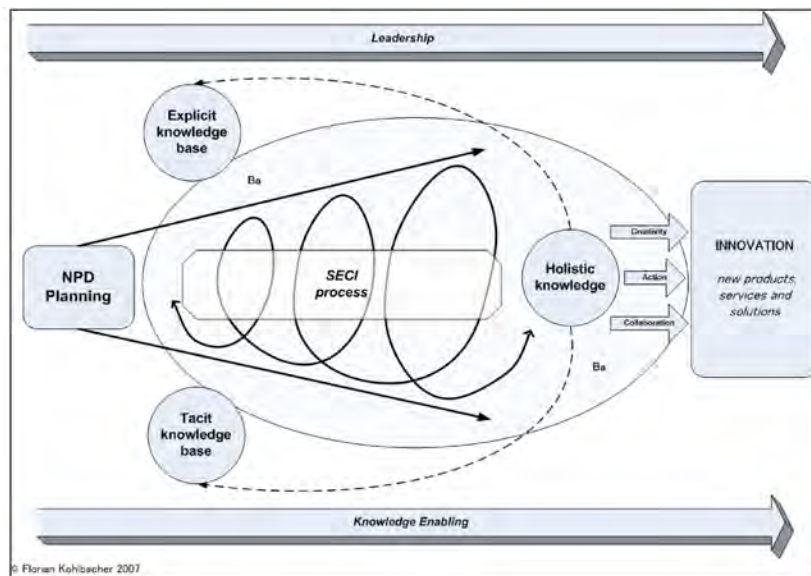 Leadership
Explicit
knowledge
base
Ba
NPD
Planning
SECI
process
Holistic
knowledge
Creativity
Action
Collaboration
INNOVATION
new products,
services and
solutions
Ba
Tacit
knowledge
base
Knowledge Enabling
© Florian Kohlbacher 2007